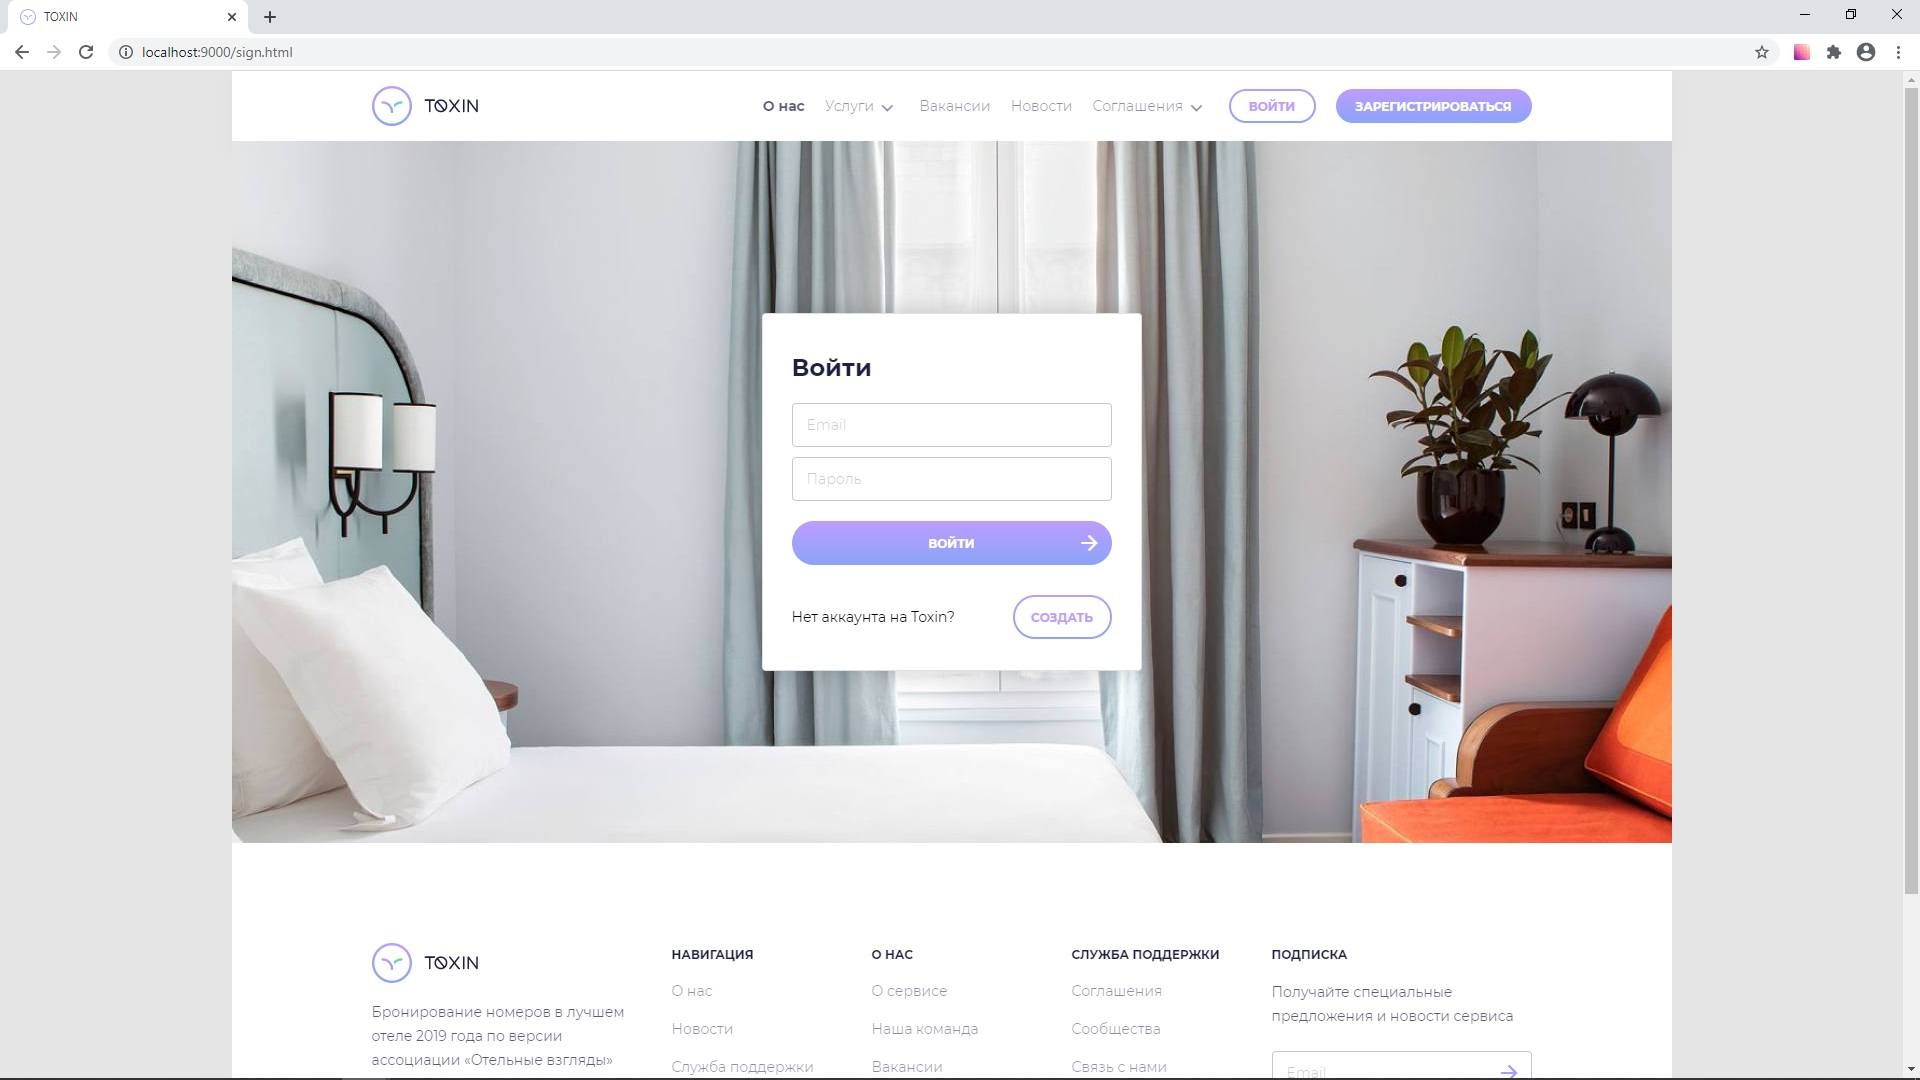 TOXIN
localhost:9000/sign.html
TOXIN
О нас Услуги Вакансии Новости Соглашения ВОЙТИ ЗАРЕГИСТРИРОВАТЬСЯ
Войти
Email
Пароль
ВОЙТИ
Нет аккаунта на Toxin? СОЗДАТЬ
TOXIN
Бронирование номеров в лучшем
отеле 2019 года по версии
ассоциации «Отельные взгляды»
НАВИГАЦИЯ
О нас
Новости
Служба поддержки
О НАС
О сервисе
Наша команда
Вакансии
СЛУЖБА ПОДДЕРЖКИ
Соглашения
Сообщества
Связь с нами
ПОДПИСКА
Получайте специальные
предложения и новости сервиса
Email